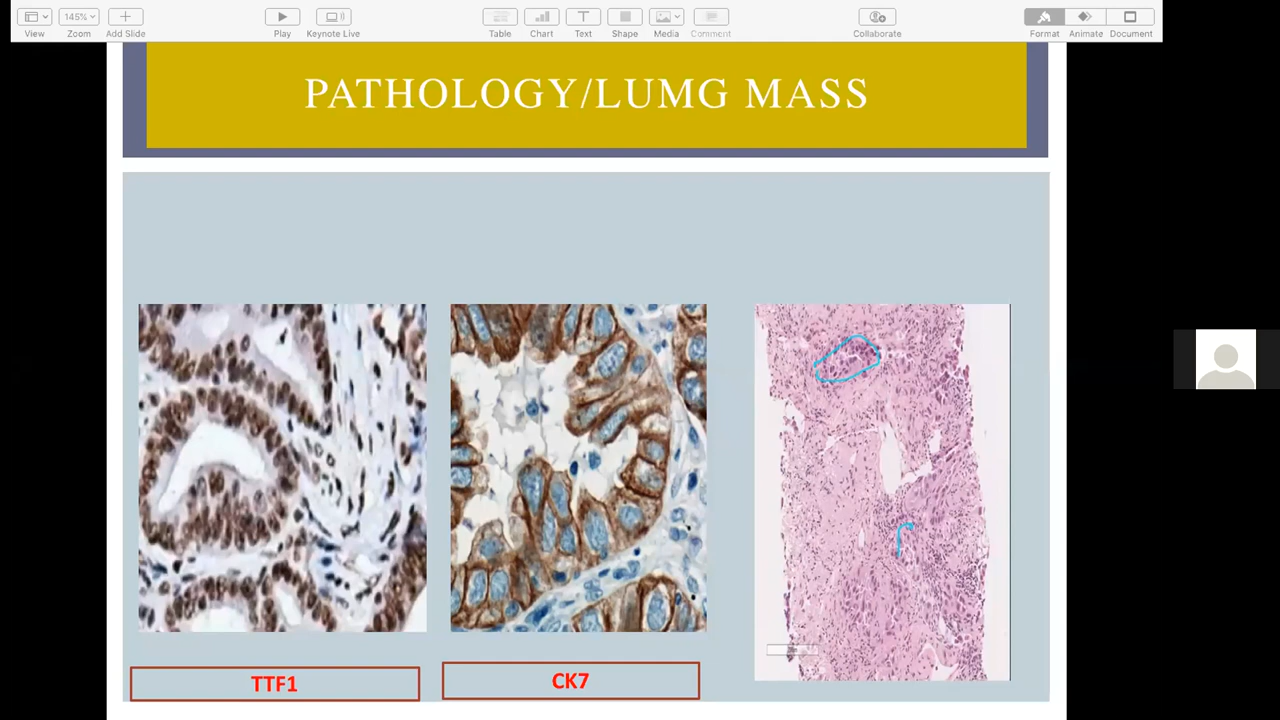 145%
View
Zoom
Add Slide
Play
Keynote Live
Table
Chart
Text
Shape
Media
Comment
Collaborate
Format
Animate
Document
PATHOLOGY/LUMG MASS
TTF1
CK7